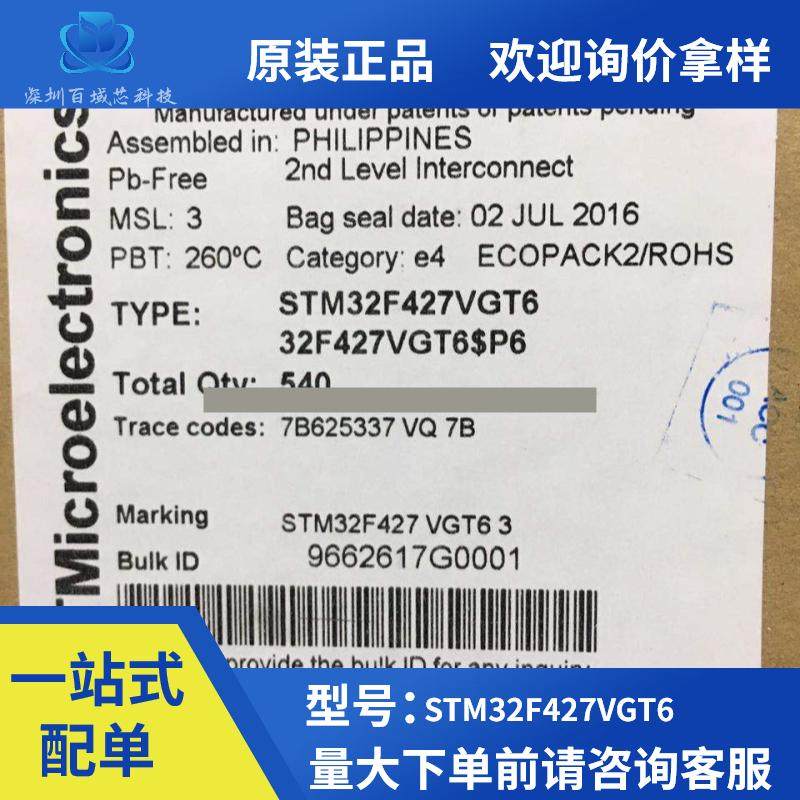 深圳百域芯科技
原装正品 欢迎询价拿样
Manufactured under patents or patents pending
Assembled in: PHILIPPINES
Pb-Free 2nd Level Interconnect
MSL: 3 Bag seal date: 02 JUL 2016
PBT: 260ºC Category: e4 ECOPACK2/ROHS
TYPE: STM32F427VGT6
32F427VGT6$P6
Total Qty: 540
Trace codes: 7B625337 VQ 7B
Marking STM32F427 VGT6 3
Bulk ID 9662617G0001
provide the bulk ID for any inquiry
TMicroelectronics
001
一站式
配单
型号：STM32F427VGT6
量大下单前请咨询客服